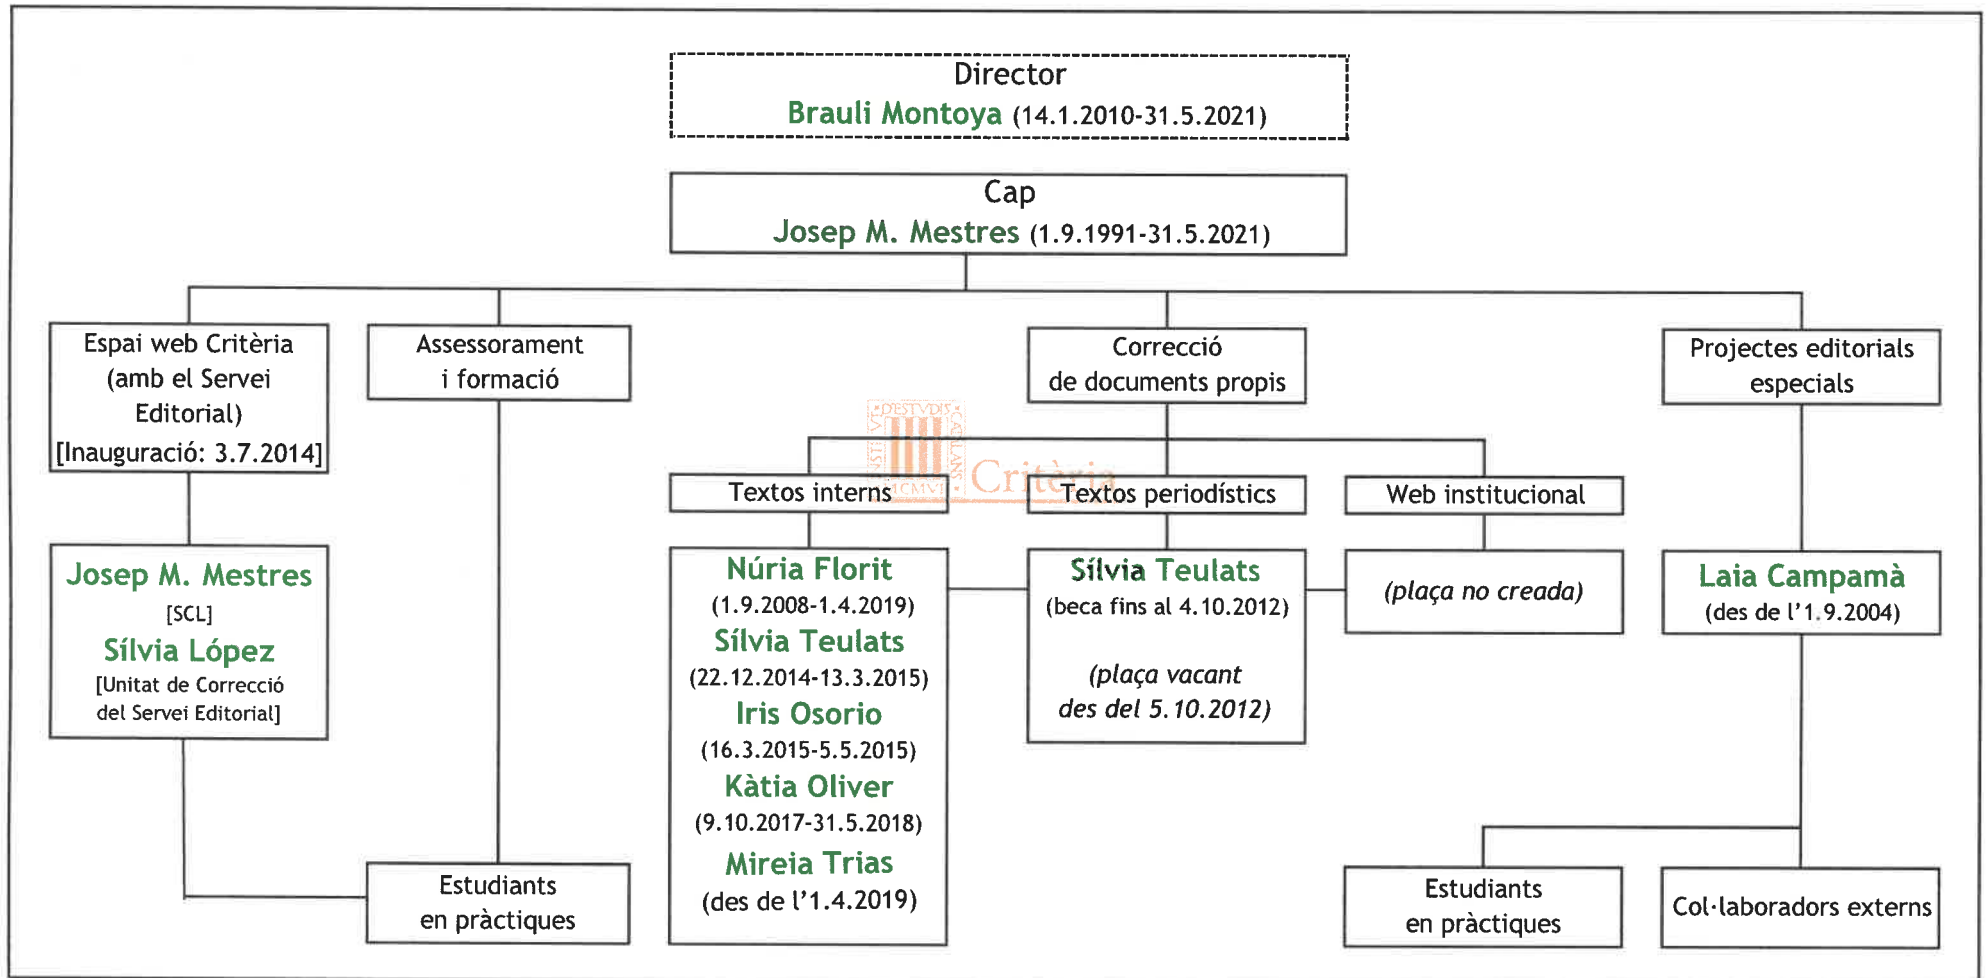 Director
Brauli Montoya (14.1.2010-31.5.2021)
Cap
Josep M. Mestres (1.9.1991-31.5.2021)
Espai web Critèria
(amb el Servei
Editorial)
[Inauguració: 3.7.2014]
Assessorament
i formació
Correcció
de documents propis
Projectes editorials
especials
INSTITVT
D'ESTVDIS
CATALANS
MCMVII
Critèria
Textos interns
Textos periodístics
Web institucional
Josep M. Mestres
[SCL]
Sílvia López
[Unitat de Correcció
del Servei Editorial]
Núria Florit
(1.9.2008-1.4.2019)
Sílvia Teulats
(22.12.2014-13.3.2015)
Iris Osorio
(16.3.2015-5.5.2015)
Kàtia Oliver
(9.10.2017-31.5.2018)
Mireia Trias
(des de l’1.4.2019)
Sílvia Teulats
(beca fins al 4.10.2012)
(plaça vacant
des del 5.10.2012)
(plaça no creada)
Laia Campamà
(des de l’1.9.2004)
Estudiants
en pràctiques
Estudiants
en pràctiques
Col·laboradors externs